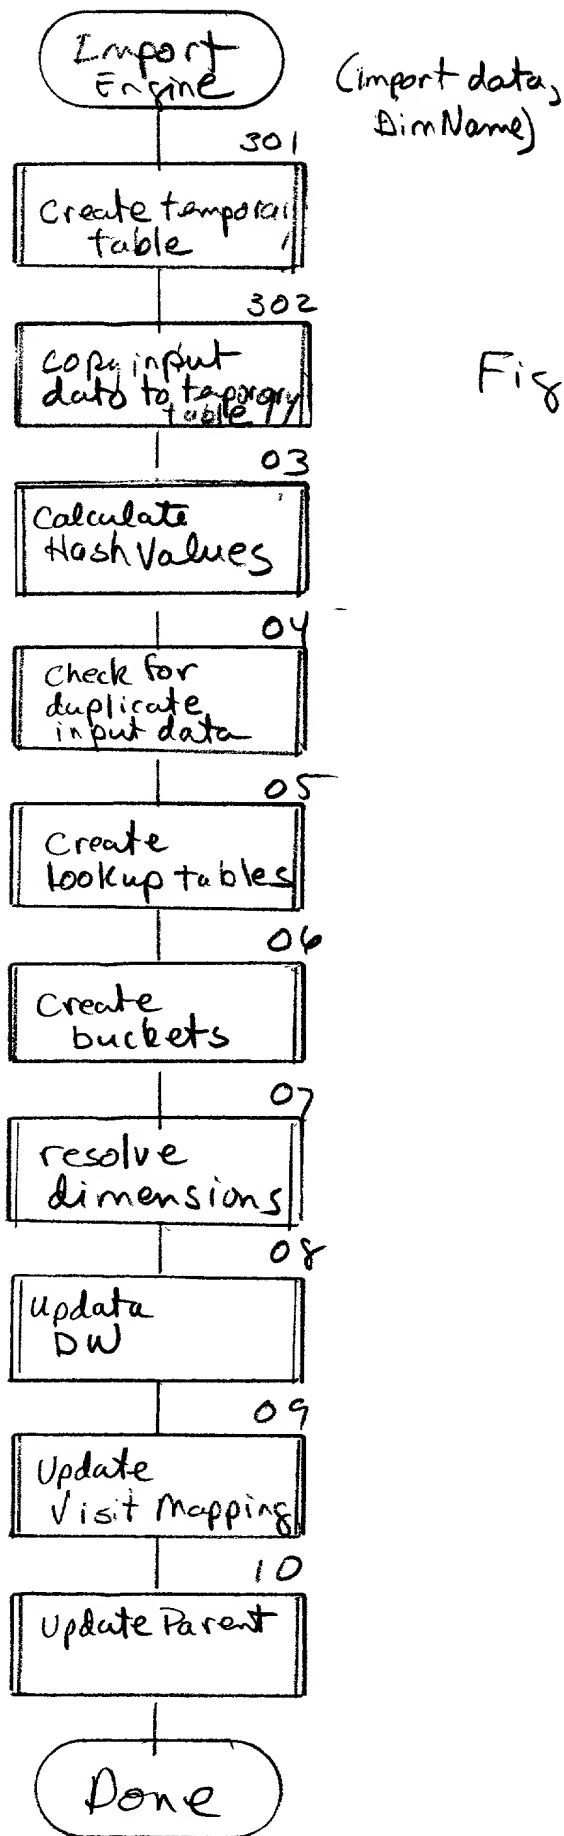 Import
Engine
(import data,
DimName)
301
Create temporary
table
302
Copy input
data to teporary
table
Fig
03
Calculate
Hash Values
04
Check for
duplicate
input data
05
Create
lookup tables
06
Create
buckets
07
resolve
dimensions
08
updata
DW
09
Update
Visit Mapping
10
Update Parent
Done